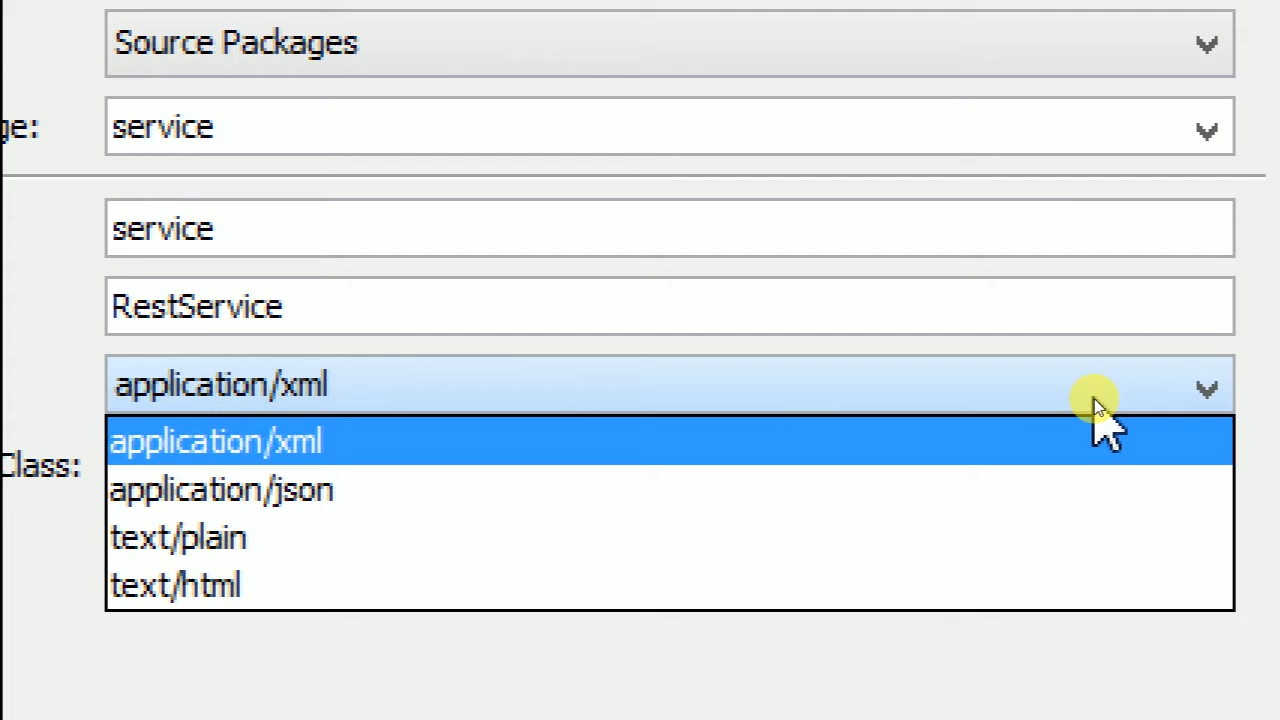 Source Packages
ge: service
service
RestService
application/xml
application/xml
Class:
application/json
text/plain
text/html